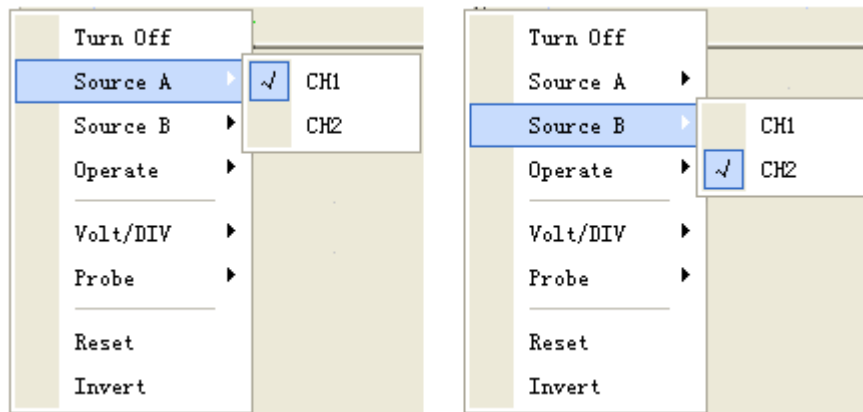 Turn Off
Source A
CH1
Source B
CH2
Operate
Volt/DIV
Probe
Reset
Invert
Turn Off
Source A
Source B
CH1
Operate
CH2
Volt/DIV
Probe
Reset
Invert